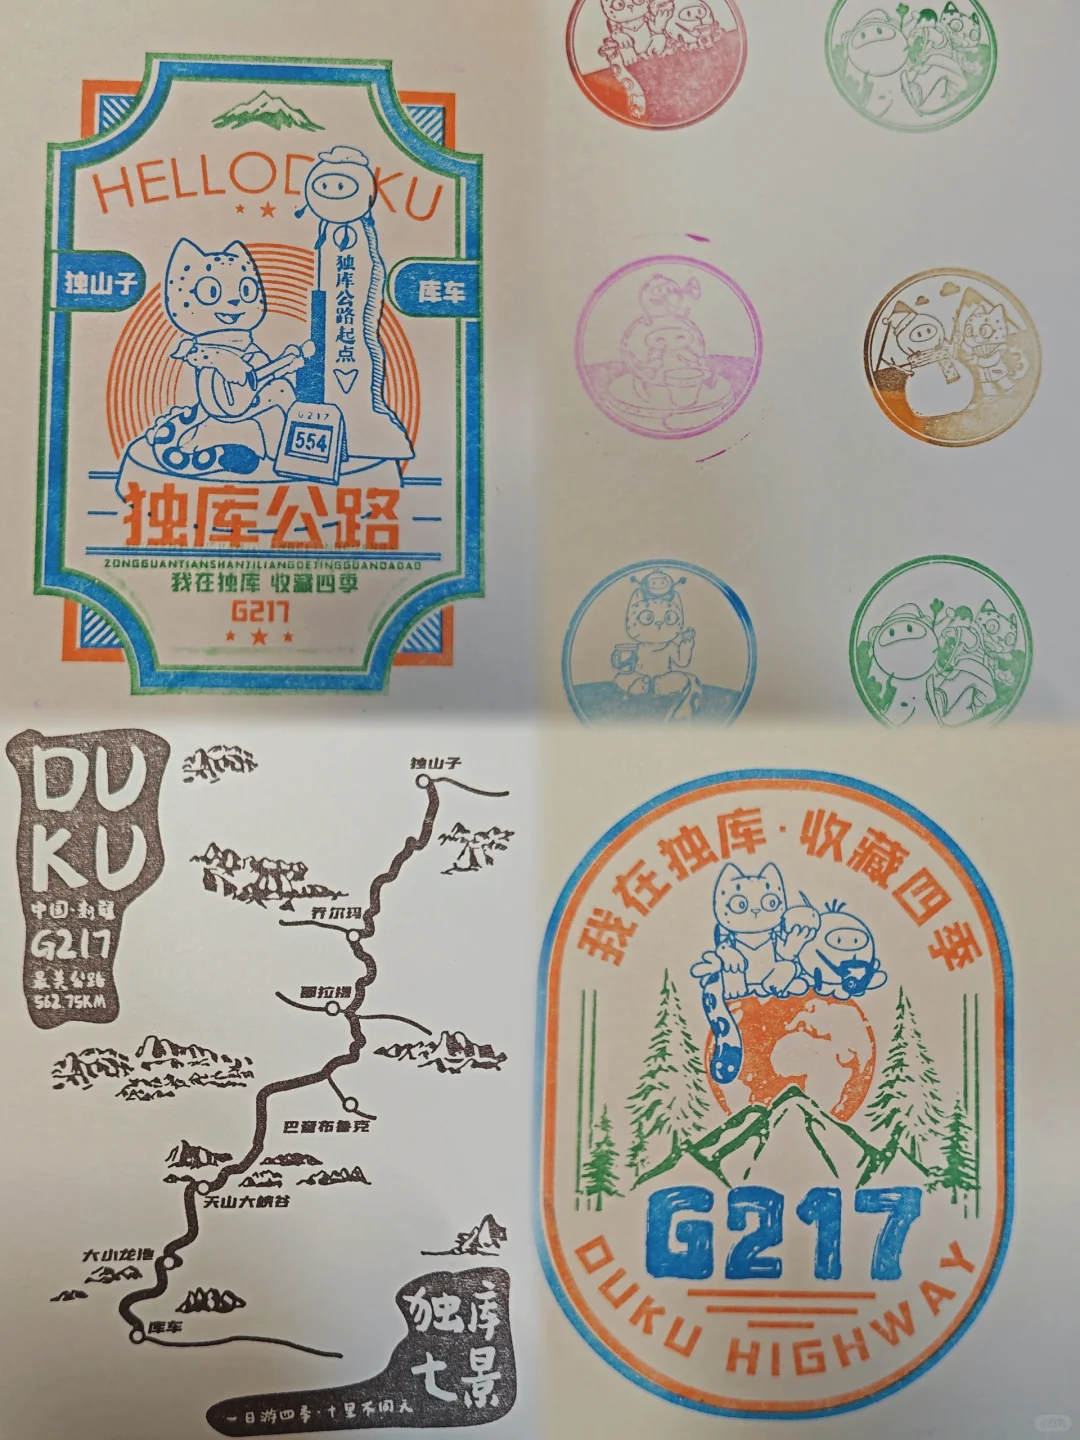 HELLODUKU
独山子
库车
独库公路起点
G217
554
独库公路
ZONGGUANTIANSHANTILIANGDEJINGGUANDADAO
我在独库 收藏四季
G217
DU
KU
中国·新疆
G217
最美公路
562.75KM
独山子
乔尔玛
那拉提
巴音布鲁克
天山大峡谷
大小龙池
库车
独库
七景
一日游四季·十里不同天
我在独库·收藏四季
G217
DUKU HIGHWAY